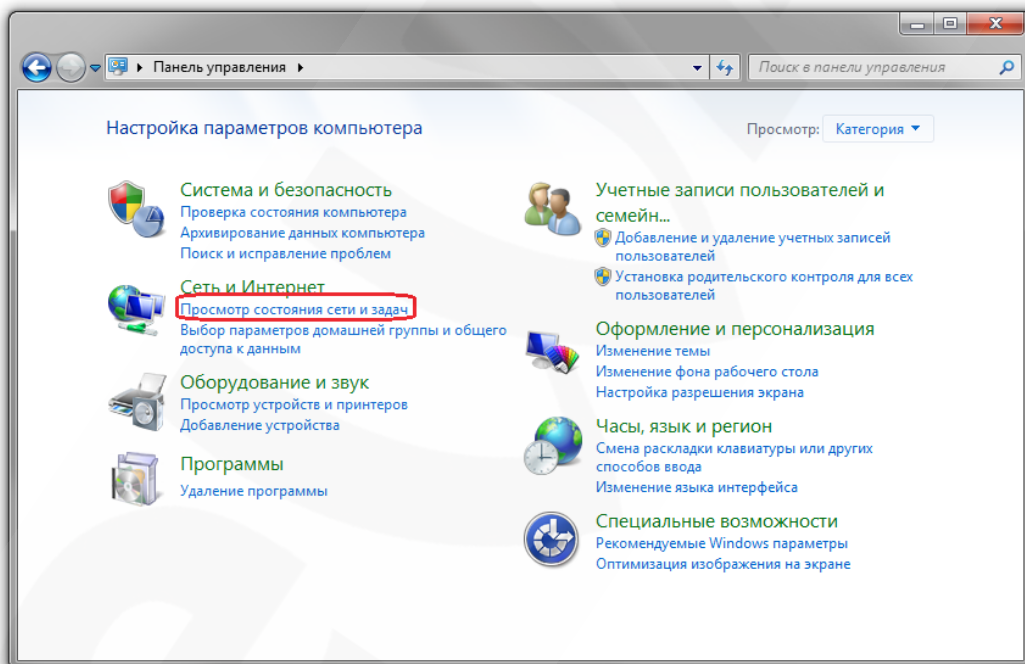 Панель управления
Поиск в панели управления
Настройка параметров компьютера
Просмотр: Категория
Система и безопасность
Проверка состояния компьютера
Архивирование данных компьютера
Поиск и исправление проблем
Сеть и Интернет
Просмотр состояния сети и задач
Выбор параметров домашней группы и общего
доступа к данным
Оборудование и звук
Просмотр устройств и принтеров
Добавление устройства
Программы
Удаление программы
Учетные записи пользователей и
семейн...
Добавление и удаление учетных записей
пользователей
Установка родительского контроля для всех
пользователей
Оформление и персонализация
Изменение темы
Изменение фона рабочего стола
Настройка разрешения экрана
Часы, язык и регион
Смена раскладки клавиатуры или других
способов ввода
Изменение языка интерфейса
Специальные возможности
Рекомендуемые Windows параметры
Оптимизация изображения на экране